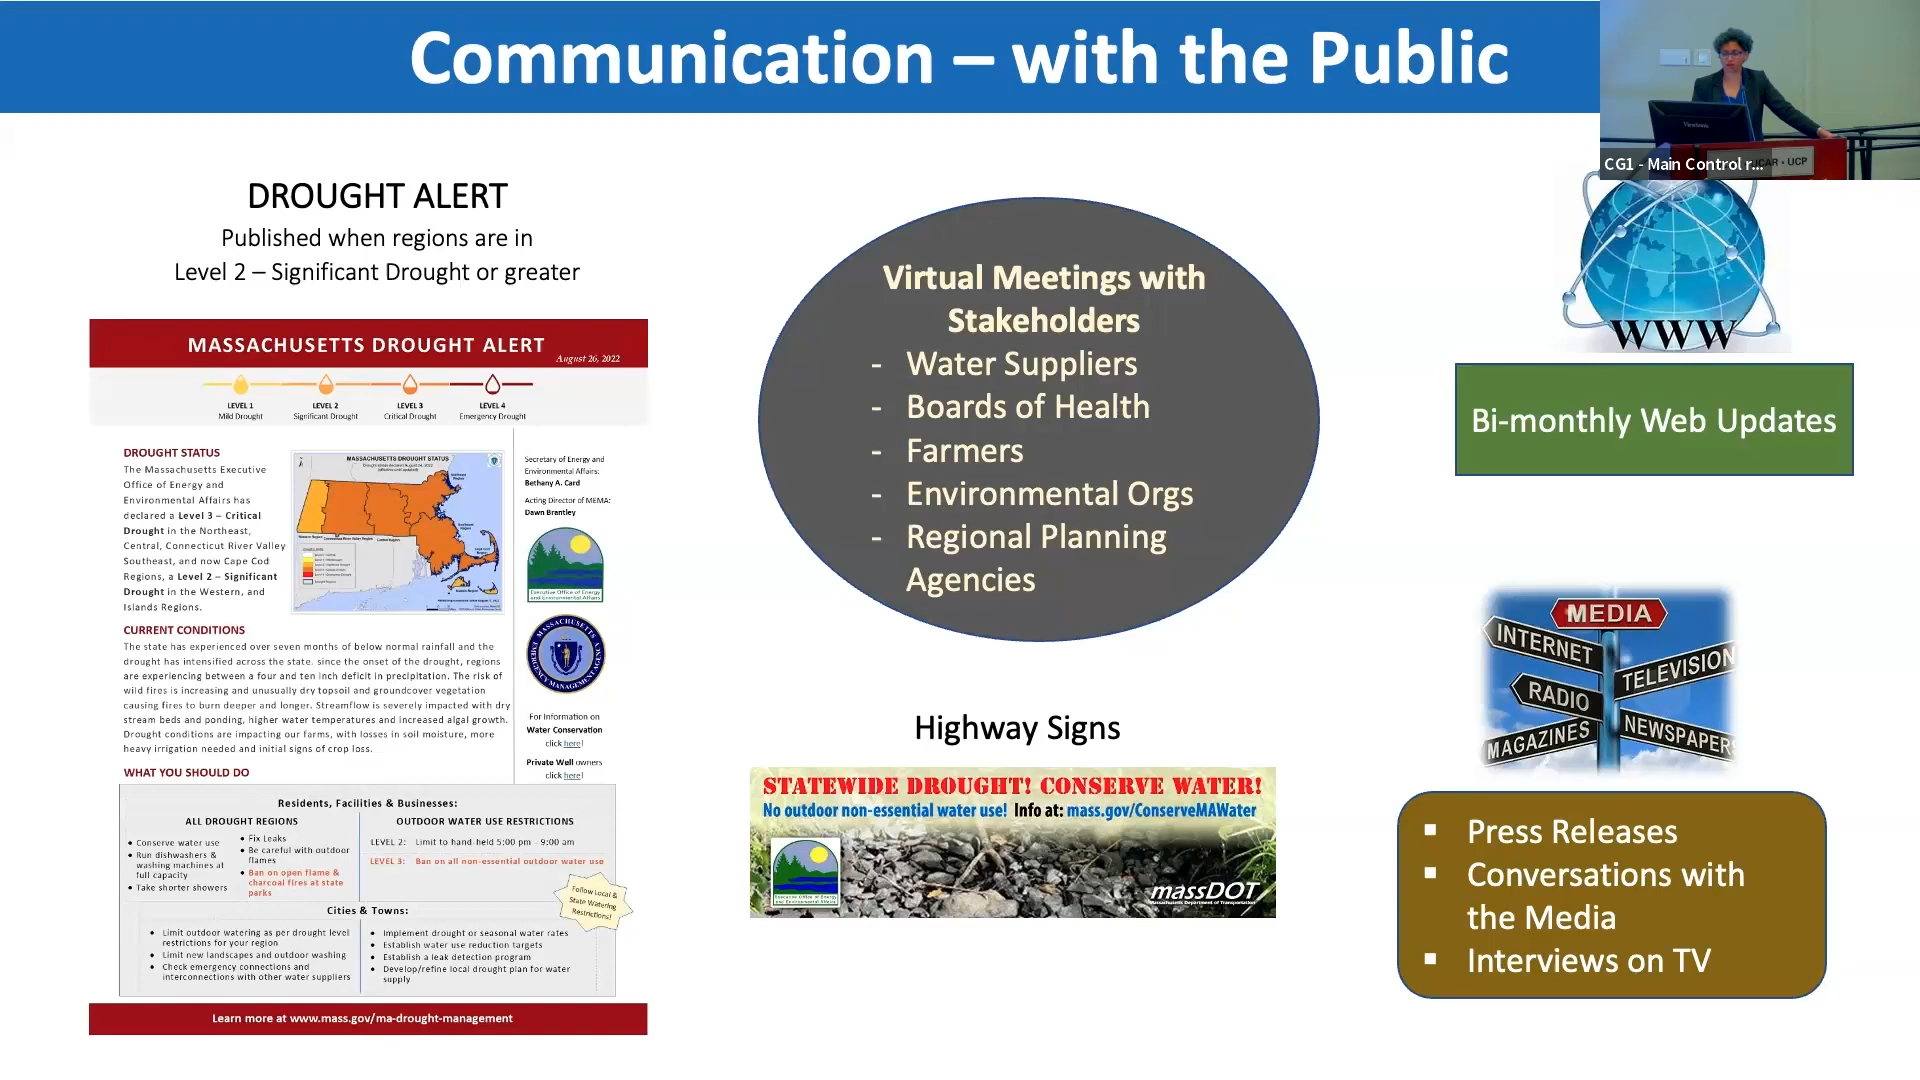 Communication – with the Public
CG1 - Main Control r...
UCAR • UCP
DROUGHT ALERT
Published when regions are in
Level 2 – Significant Drought or greater
MASSACHUSETTS DROUGHT ALERT
August 26, 2022
LEVEL 1
Mild Drought
LEVEL 2
Significant Drought
LEVEL 3
Critical Drought
LEVEL 4
Emergency Drought
DROUGHT STATUS
The Massachusetts Executive
Office of Energy and
Environmental Affairs has
declared a Level 3 – Critical
Drought in the Northeast,
Central, Connecticut River Valley
Southeast, and now Cape Cod
Regions, a Level 2 – Significant
Drought in the Western, and
Islands Regions.
MASSACHUSETTS DROUGHT STATUS
Secretary of Energy and
Environmental Affairs:
Bethany A. Card
Acting Director of MEMA:
Dawn Brantley
Executive Office of Energy
and Environmental Affairs
MASSACHUSETTS
EMERGENCY MANAGEMENT AGENCY
CURRENT CONDITIONS
The state has experienced over seven months of below normal rainfall and the
drought has intensified across the state. since the onset of the drought, regions
are experiencing between a four and ten inch deficit in precipitation. The risk of
wild fires is increasing and unusually dry topsoil and groundcover vegetation
causing fires to burn deeper and longer. Streamflow is severely impacted with dry
stream beds and ponding, higher water temperatures and increased algal growth.
Drought conditions are impacting our farms, with losses in soil moisture, more
heavy irrigation needed and initial signs of crop loss.
For Information on
Water Conservation
click here!
Private Well owners
click here!
WHAT YOU SHOULD DO
Residents, Facilities & Businesses:
ALL DROUGHT REGIONS
• Conserve water use
• Run dishwashers &
washing machines at
full capacity
• Take shorter showers
• Fix Leaks
• Be careful with outdoor
flames
• Ban on open flame &
charcoal fires at state
parks
OUTDOOR WATER USE RESTRICTIONS
LEVEL 2: Limit to hand-held 5:00 pm - 9:00 am
LEVEL 3: Ban on all non-essential outdoor water use
Follow Local &
State Watering
Restrictions!
Cities & Towns:
• Limit outdoor watering as per drought level
restrictions for your region
• Limit new landscapes and outdoor washing
• Check emergency connections and
interconnections with other water suppliers
• Implement drought or seasonal water rates
• Establish water use reduction targets
• Establish a leak detection program
• Develop/refine local drought plan for water
supply
Learn more at www.mass.gov/ma-drought-management
Virtual Meetings with
Stakeholders
- Water Suppliers
- Boards of Health
- Farmers
- Environmental Orgs
- Regional Planning
Agencies
Highway Signs
STATEWIDE DROUGHT! CONSERVE WATER!
No outdoor non-essential water use! Info at: mass.gov/ConserveMAWater
massDOT
Massachusetts Department of Transportation
WWW
Bi-monthly Web Updates
MEDIA
INTERNET
TELEVISION
RADIO
NEWSPAPERS
MAGAZINES
▪ Press Releases
▪ Conversations with
the Media
▪ Interviews on TV